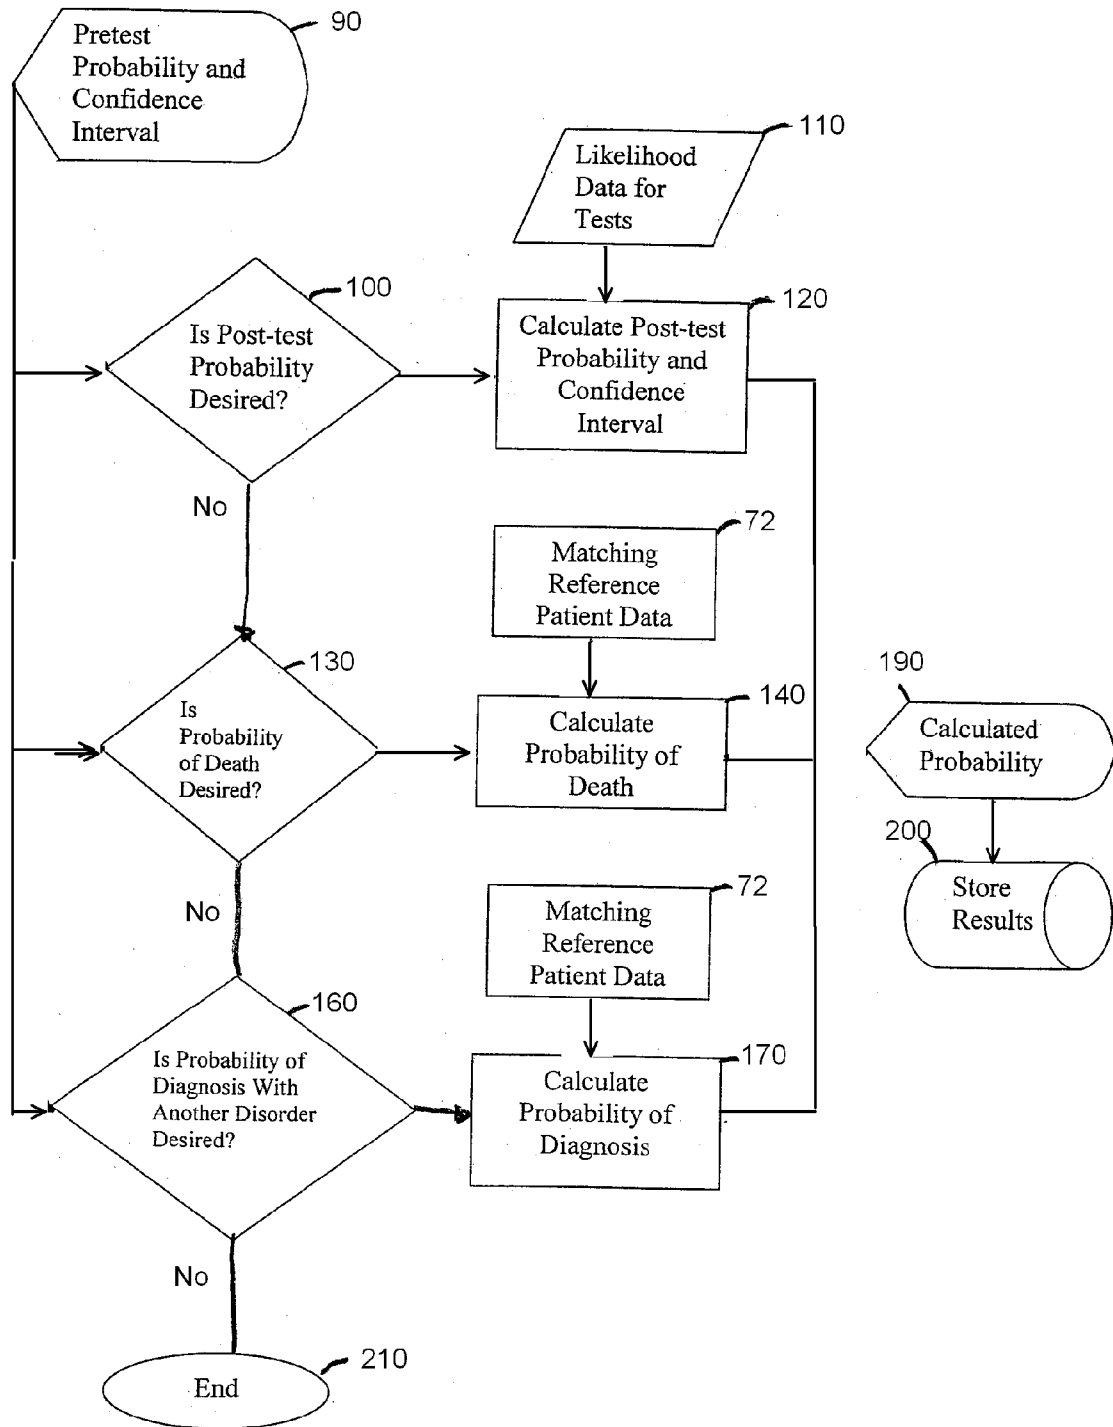 90
Pretest
Probability and
Confidence
Interval
110
Likelihood
Data for
Tests
100
Is Post-test
Probability
Desired?
120
Calculate Post-test
Probability and
Confidence
Interval
No
72
Matching
Reference
Patient Data
130
Is
Probability
of Death
Desired?
140
Calculate
Probability of
Death
190
Calculated
Probability
200
Store
Results
No
72
Matching
Reference
Patient Data
160
Is Probability of
Diagnosis With
Another Disorder
Desired?
170
Calculate
Probability of
Diagnosis
No
210
End